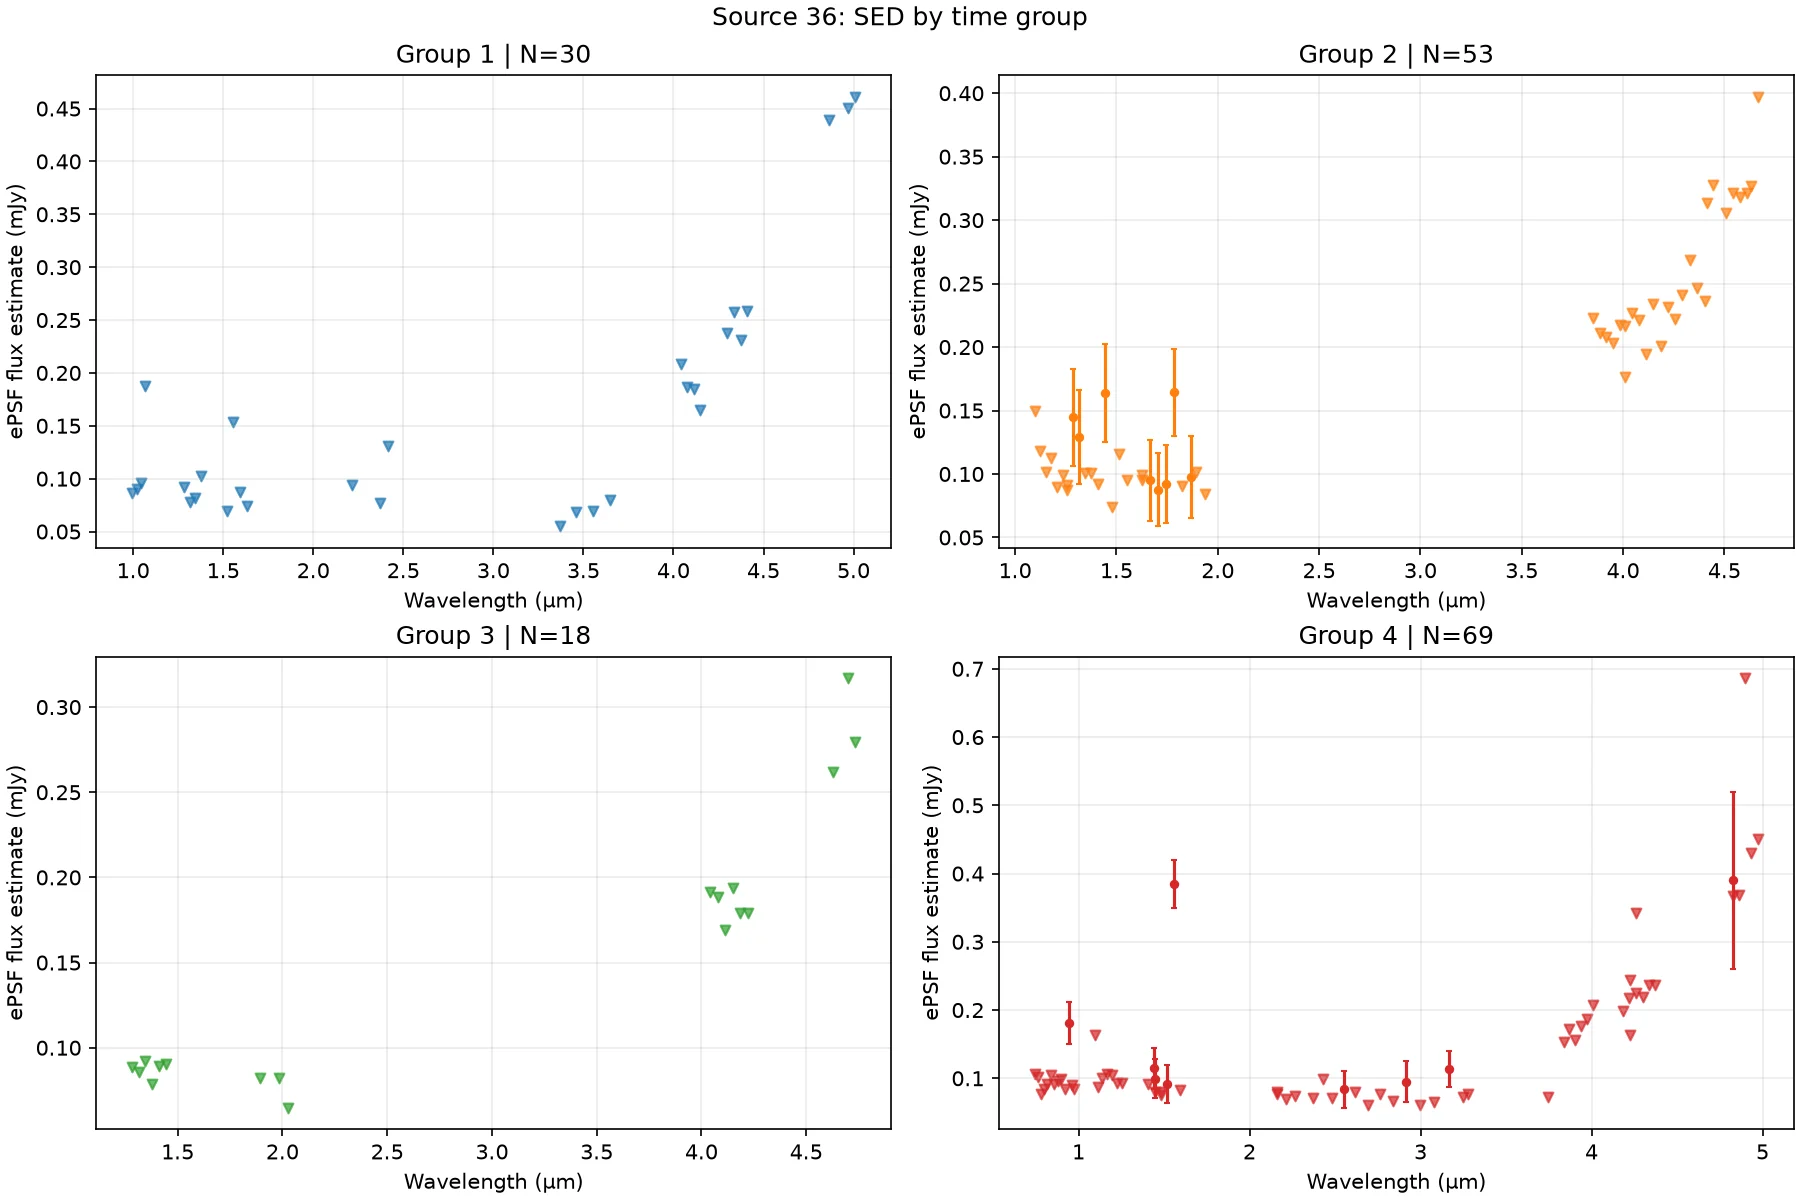 Source 36: SED by time group
Group 1 | N=30
ePSF flux estimate (mJy)
0.45
0.40
0.35
0.30
0.25
0.20
0.15
0.10
0.05
1.0 1.5 2.0 2.5 3.0 3.5 4.0 4.5 5.0
Wavelength (μm)
Group 2 | N=53
ePSF flux estimate (mJy)
0.40
0.35
0.30
0.25
0.20
0.15
0.10
0.05
1.0 1.5 2.0 2.5 3.0 3.5 4.0 4.5
Wavelength (μm)
Group 3 | N=18
ePSF flux estimate (mJy)
0.30
0.25
0.20
0.15
0.10
1.5 2.0 2.5 3.0 3.5 4.0 4.5
Wavelength (μm)
Group 4 | N=69
ePSF flux estimate (mJy)
0.7
0.6
0.5
0.4
0.3
0.2
0.1
1 2 3 4 5
Wavelength (μm)